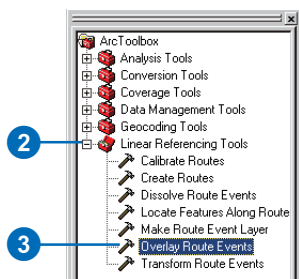 ArcToolbox
Analysis Tools
Conversion Tools
Coverage Tools
Data Management Tools
Geocoding Tools
2 Linear Referencing Tools
Calibrate Routes
Create Routes
Dissolve Route Events
Locate Features Along Route
Make Route Event Layer
3 Overlay Route Events
Transform Route Events